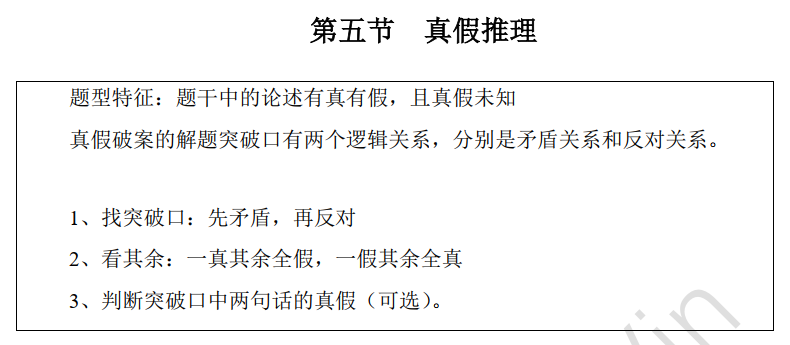 第五节 真假推理
题型特征：题干中的论述有真有假，且真假未知
真假破案的解题突破口有两个逻辑关系，分别是矛盾关系和反对关系。
1、找突破口：先矛盾，再反对
2、看其余：一真其余全假，一假其余全真
3、判断突破口中两句话的真假（可选）。